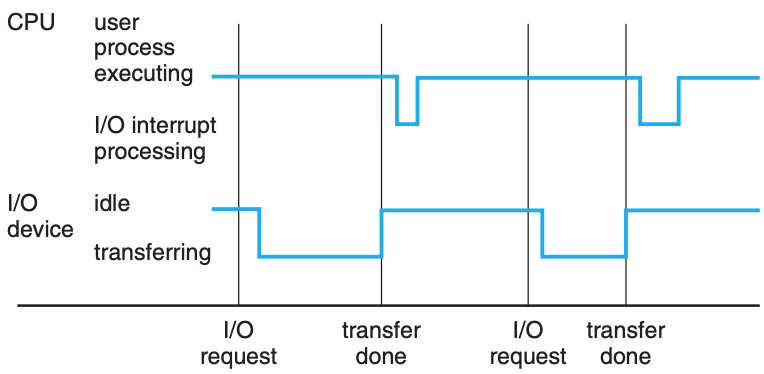 CPU
user
process
executing
I/O interrupt
processing
I/O
device
idle
transferring
I/O
request
transfer
done
I/O
request
transfer
done